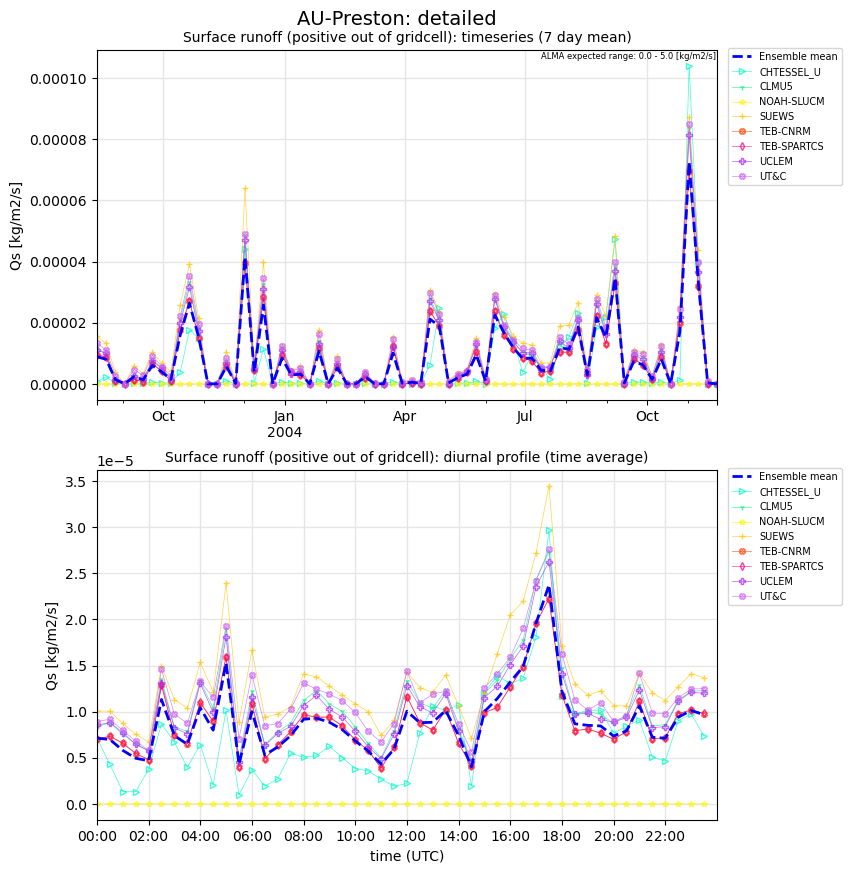 AU-Preston: detailed
Surface runoff (positive out of gridcell): timeseries (7 day mean)
ALMA expected range: 0.0 - 5.0 [kg/m2/s]
Qs [kg/m2/s]
0.00010
0.00008
0.00006
0.00004
0.00002
0.00000
Oct
Jan
2004
Apr
Jul
Oct
Ensemble mean
CHTESSEL_U
CLMU5
NOAH-SLUCM
SUEWS
TEB-CNRM
TEB-SPARTCS
UCLEM
UT&C
1e−5
Surface runoff (positive out of gridcell): diurnal profile (time average)
Qs [kg/m2/s]
3.5
3.0
2.5
2.0
1.5
1.0
0.5
0.0
00:00
02:00
04:00
06:00
08:00
10:00
12:00
14:00
16:00
18:00
20:00
22:00
time (UTC)
Ensemble mean
CHTESSEL_U
CLMU5
NOAH-SLUCM
SUEWS
TEB-CNRM
TEB-SPARTCS
UCLEM
UT&C